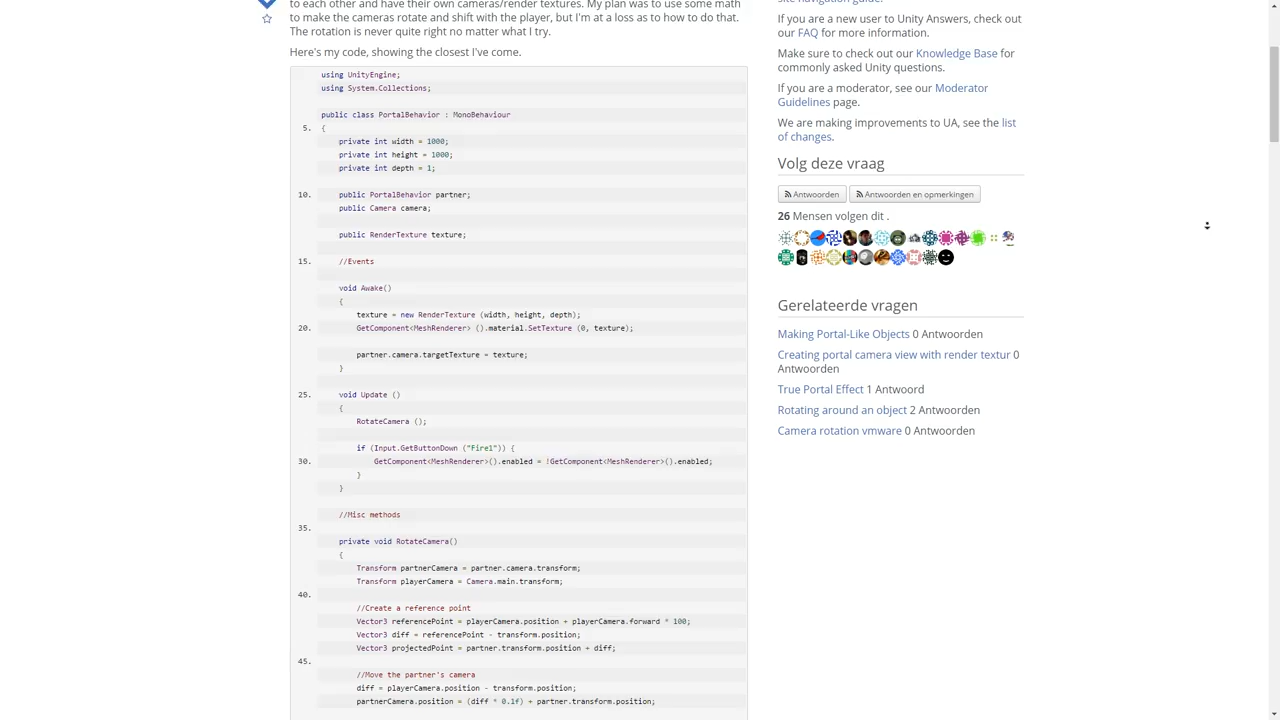 to each other and have their own cameras/render textures. My plan was to use some math
to make the cameras rotate and shift with the player, but I'm at a loss as to how to do that.
The rotation is never quite right no matter what I try.
Here's my code, showing the closest I've come.
using UnityEngine;
using System.Collections;
public class PortalBehavior : MonoBehaviour
5. {
private int width = 1000;
private int height = 1000;
private int depth = 1;
10. public PortalBehavior partner;
public Camera camera;
public RenderTexture texture;
15. //Events
void Awake()
{
texture = new RenderTexture (width, height, depth);
20. GetComponent<MeshRenderer> ().material.SetTexture (0, texture);
partner.camera.targetTexture = texture;
}
25. void Update ()
{
RotateCamera ();
if (Input.GetButtonDown ("Fire1")) {
30. GetComponent<MeshRenderer>().enabled = !GetComponent<MeshRenderer>().enabled;
}
}
//Misc methods
35.
private void RotateCamera()
{
Transform partnerCamera = partner.camera.transform;
Transform playerCamera = Camera.main.transform;
40.
//Create a reference point
Vector3 referencePoint = playerCamera.position + playerCamera.forward * 100;
Vector3 diff = referencePoint - transform.position;
Vector3 projectedPoint = partner.transform.position + diff;
45.
//Move the partner's camera
diff = playerCamera.position - transform.position;
partnerCamera.position = (diff * 0.1f) + partner.transform.position;
If you are a new user to Unity Answers, check out
our FAQ for more information.
Make sure to check out our Knowledge Base for
commonly asked Unity questions.
If you are a moderator, see our Moderator
Guidelines page.
We are making improvements to UA, see the list
of changes.
Volg deze vraag
Antwoorden Antwoorden en opmerkingen
26 Mensen volgen dit .
Gerelateerde vragen
Making Portal-Like Objects 0 Antwoorden
Creating portal camera view with render textur 0
Antwoorden
True Portal Effect 1 Antwoord
Rotating around an object 2 Antwoorden
Camera rotation vmware 0 Antwoorden